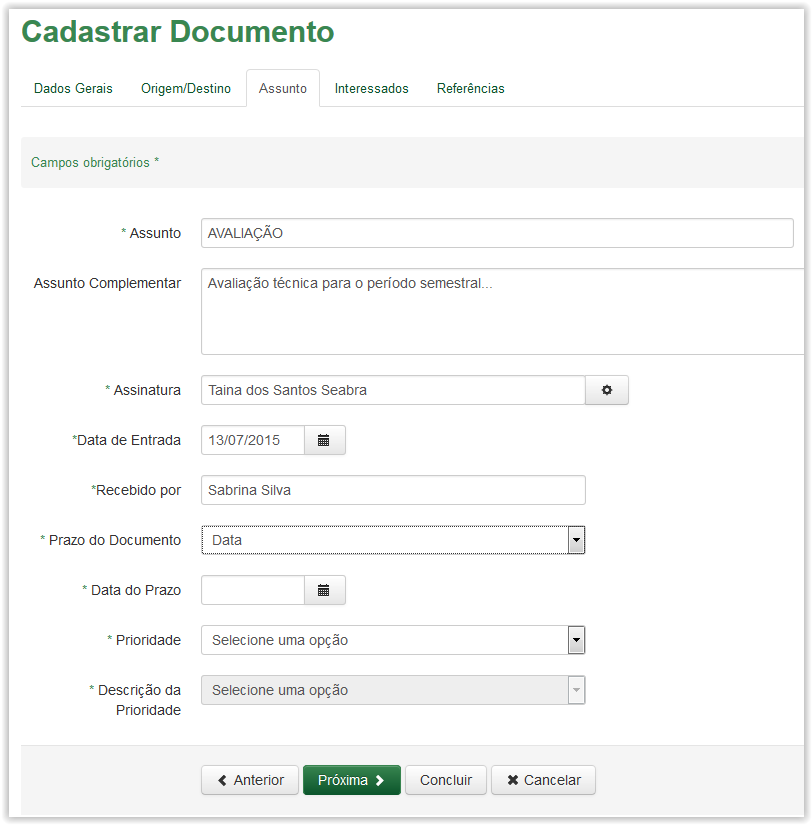 Cadastrar Documento
Dados Gerais Origem/Destino Assunto Interessados Referências
Campos obrigatórios *
* Assunto AVALIAÇÃO
Assunto Complementar Avaliação técnica para o período semestral...
* Assinatura Taina dos Santos Seabra
*Data de Entrada 13/07/2015
*Recebido por Sabrina Silva
* Prazo do Documento Data
* Data do Prazo
* Prioridade Selecione uma opção
* Descrição da Selecione uma opção
Prioridade
Anterior Próxima Concluir Cancelar